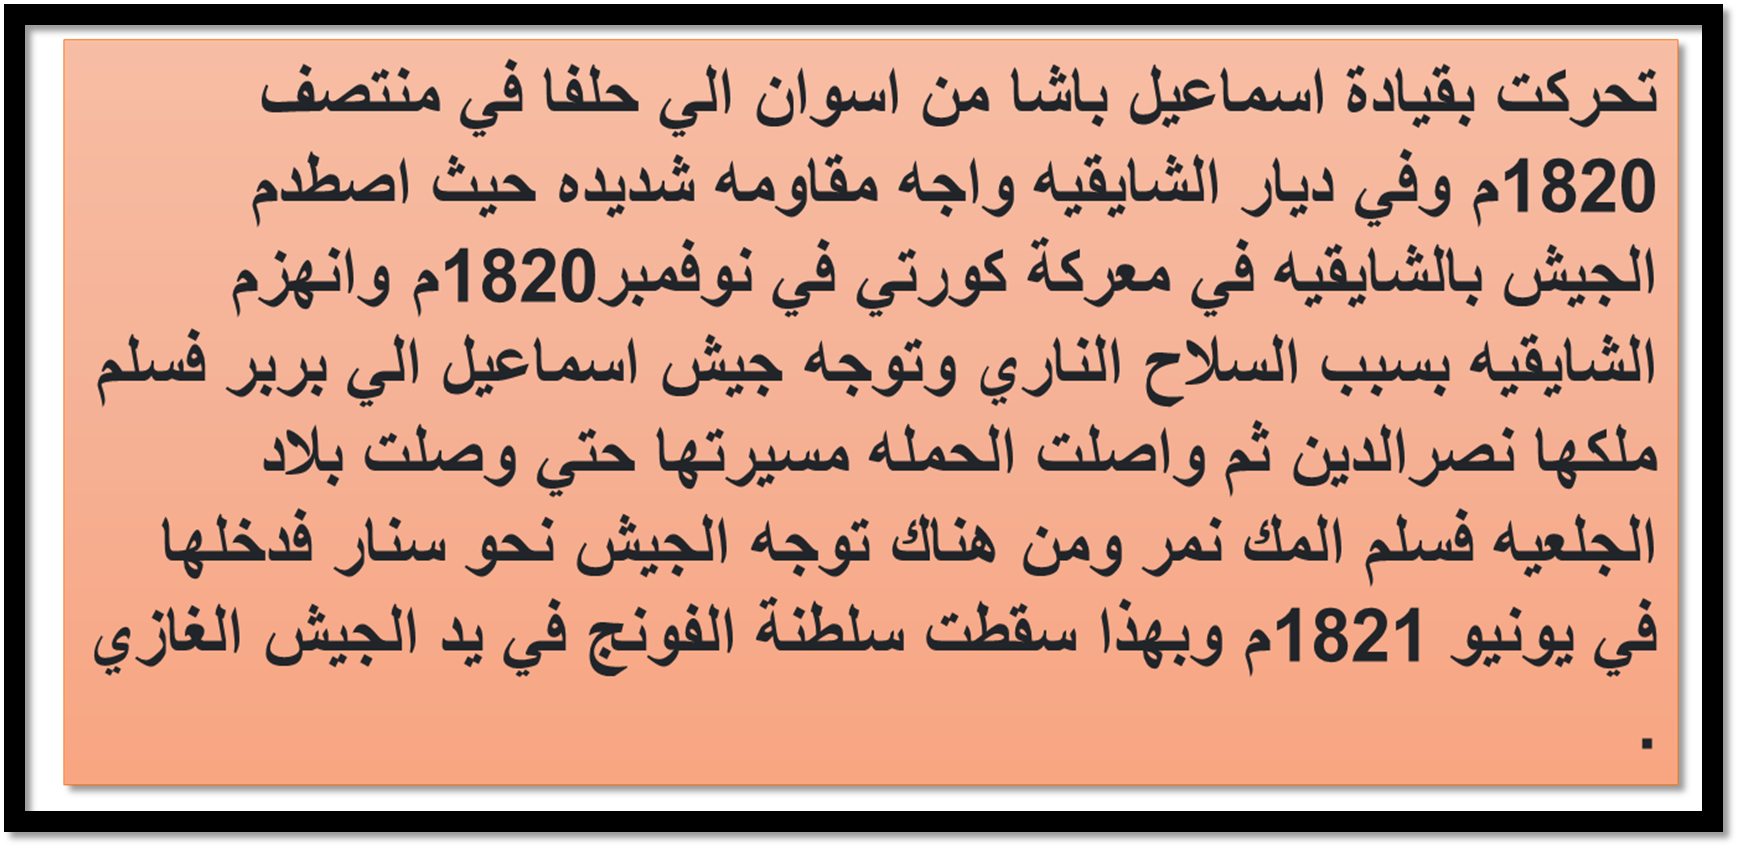 تحركت بقيادة اسماعيل باشا من اسوان الي حلفا في منتصف
1820م وفي ديار الشايقيه واجه مقاومه شديده حيث اصطدم
الجيش بالشايقيه في معركة كورتي في نوفمبر1820م وانهزم
الشايقيه بسبب السلاح الناري وتوجه جيش اسماعيل الي بربر فسلم
ملكها نصرالدين ثم واصلت الحمله مسيرتها حتي وصلت بلاد
الجلعيه فسلم المك نمر ومن هناك توجه الجيش نحو سنار فدخلها
في يونيو 1821م وبهذا سقطت سلطنة الفونج في يد الجيش الغازي
.